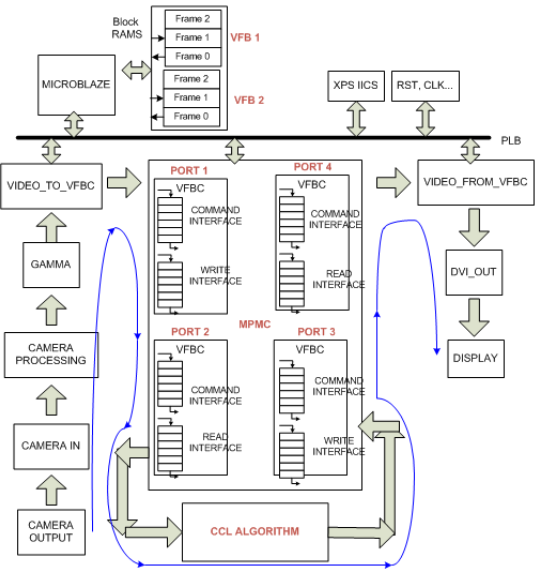 Block
RAMS
Frame 2
Frame 1
Frame 0
VFB 1
Frame 2
Frame 1
Frame 0
VFB 2
MICROBLAZE
XPS IICS
RST, CLK...
PLB
VIDEO_TO_VFBC
PORT 1
VFBC
COMMAND
INTERFACE
WRITE
INTERFACE
PORT 4
VFBC
COMMAND
INTERFACE
READ
INTERFACE
VIDEO_FROM_VFBC
GAMMA
DVI_OUT
MPMC
CAMERA
PROCESSING
PORT 2
VFBC
COMMAND
INTERFACE
READ
INTERFACE
PORT 3
VFBC
COMMAND
INTERFACE
WRITE
INTERFACE
DISPLAY
CAMERA IN
CAMERA
OUTPUT
CCL ALGORITHM